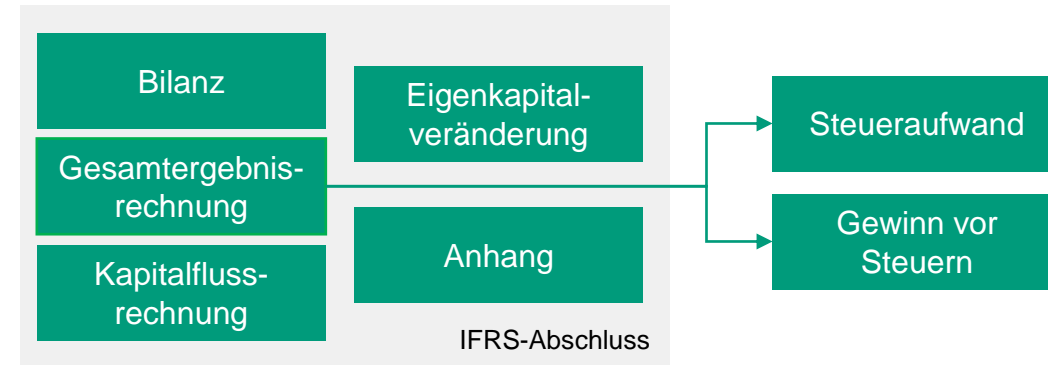 Bilanz
Gesamtergebnis-
rechnung
Kapitalfluss-
rechnung
Eigenkapital-
veränderung
Anhang
IFRS-Abschluss
Steueraufwand
Gewinn vor
Steuern